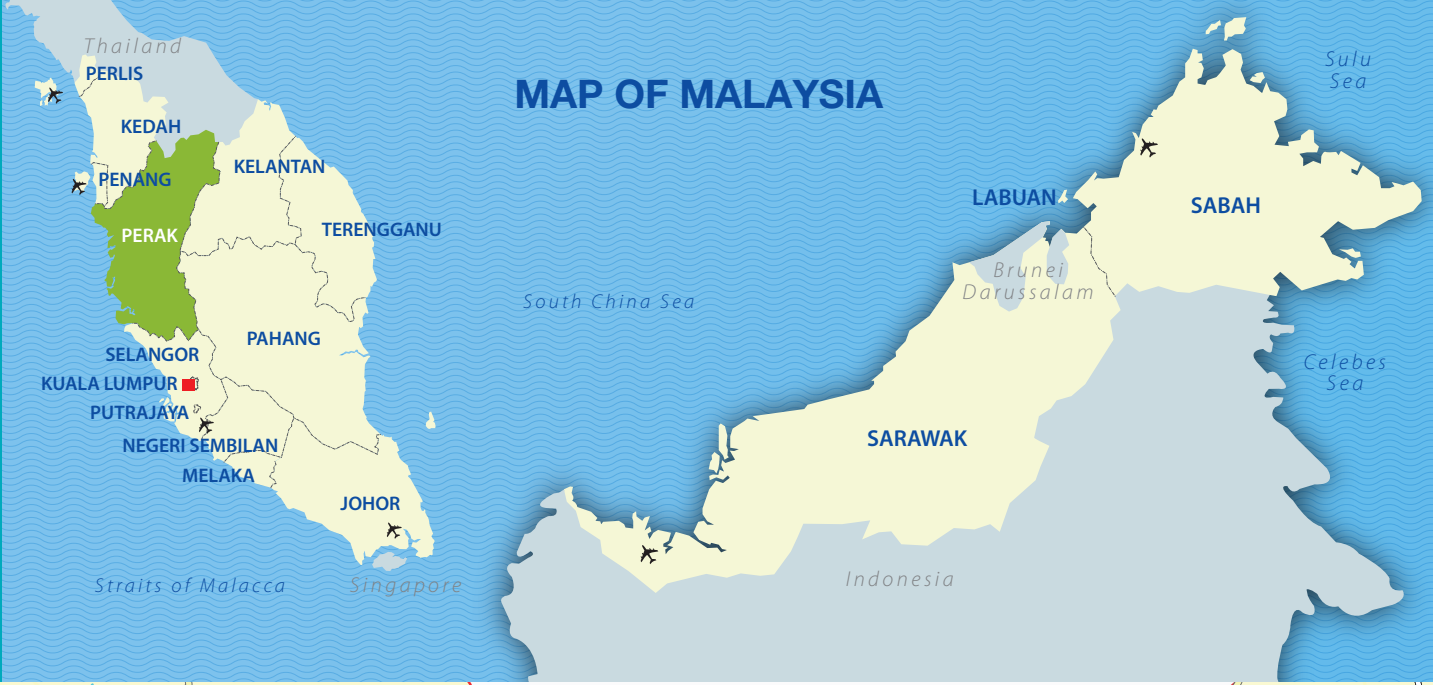 Thailand
PERLIS
KEDAH
PENANG
PERAK
KELANTAN
TERENGGANU
PAHANG
SELANGOR
KUALA LUMPUR
PUTRAJAYA
NEGERI SEMBILAN
MELAKA
JOHOR
Straits of Malacca
Singapore
MAP OF MALAYSIA
South China Sea
LABUAN
SABAH
Brunei
Darussalam
SARAWAK
Indonesia
Sulu
Sea
Celebes
Sea